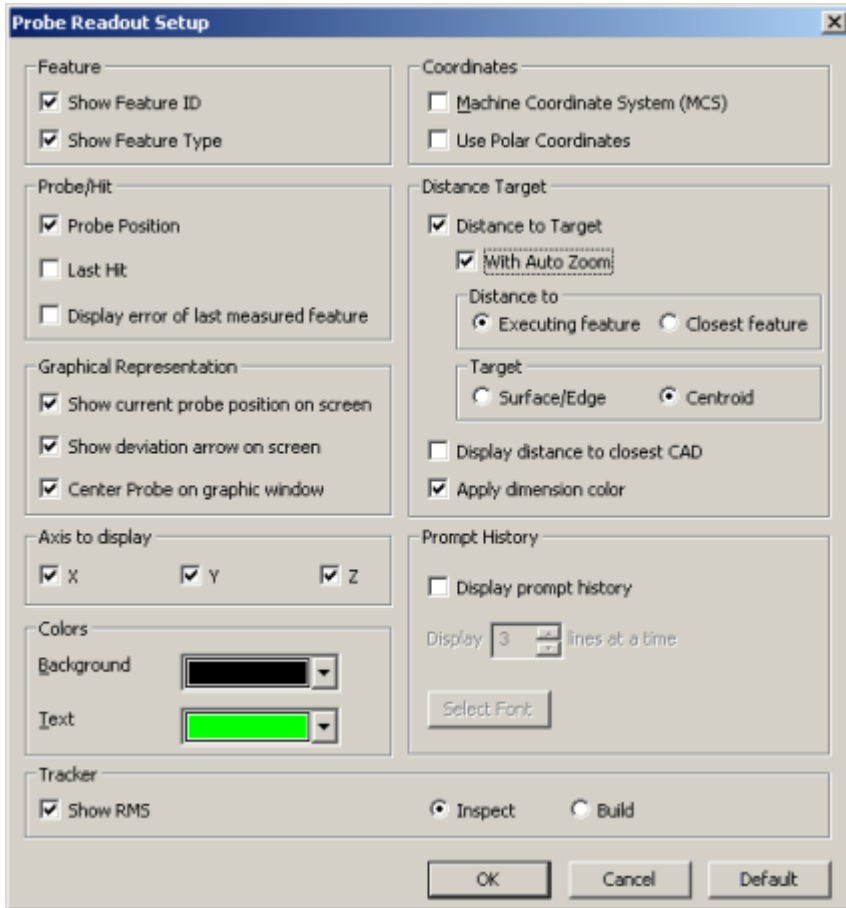 Probe Readout Setup
Feature
Show Feature ID
Show Feature Type
Coordinates
Machine Coordinate System (MCS)
Use Polar Coordinates
Probe/Hit
Probe Position
Last Hit
Display error of last measured feature
Distance Target
Distance to Target
With Auto Zoom
Distance to
Executing feature Closest feature
Target
Surface/Edge Centroid
Display distance to closest CAD
Apply dimension color
Graphical Representation
Show current probe position on screen
Show deviation arrow on screen
Center Probe on graphic window
Axis to display
X Y Z
Prompt History
Display prompt history
Display 3 lines at a time
Select Font
Colors
Background
Text
Tracker
Show RMS Inspect Build
OK Cancel Default